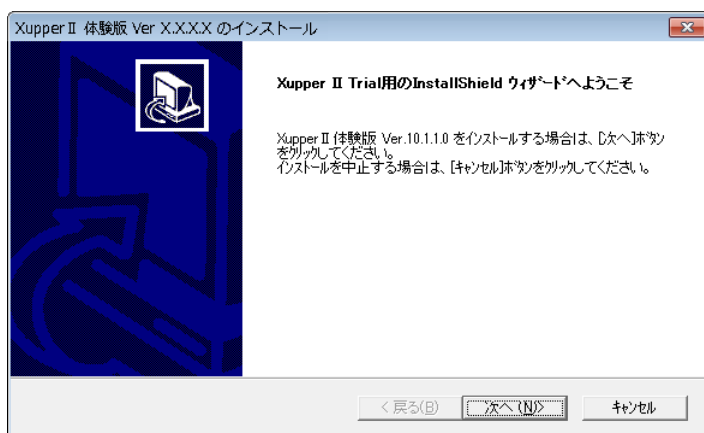 XupperⅡ 体験版 Ver X.X.X.X のインストール
Xupper II Trial用のInstallShield ウィザードへようこそ
XupperⅡ体験版 Ver.10.1.1.0 をインストールする場合は、[次へ]ボタン
をクリックしてください。
インストールを中止する場合は、[キャンセル]ボタンをクリックしてください。
< 戻る(B)
次へ(N)>
キャンセル